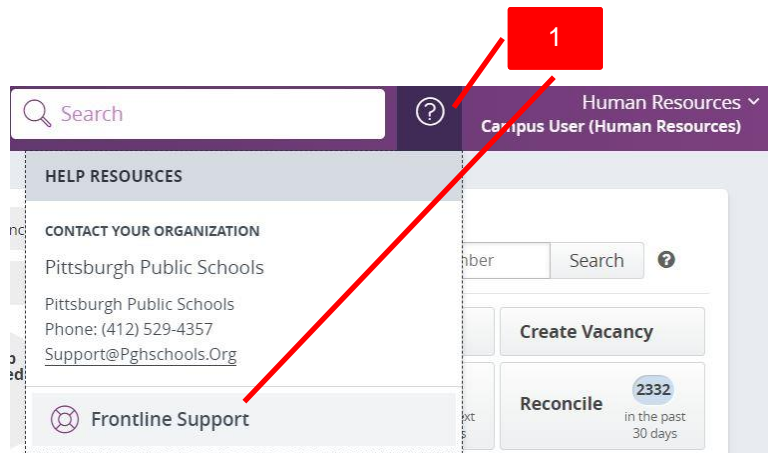 1
Search
?
Human Resources
Campus User (Human Resources)
HELP RESOURCES
CONTACT YOUR ORGANIZATION
Pittsburgh Public Schools
Pittsburgh Public Schools
Phone: (412) 529-4357
Support@Pghschools.Org
Frontline Support
Search
?
Create Vacancy
Reconcile
2332
in the past
30 days